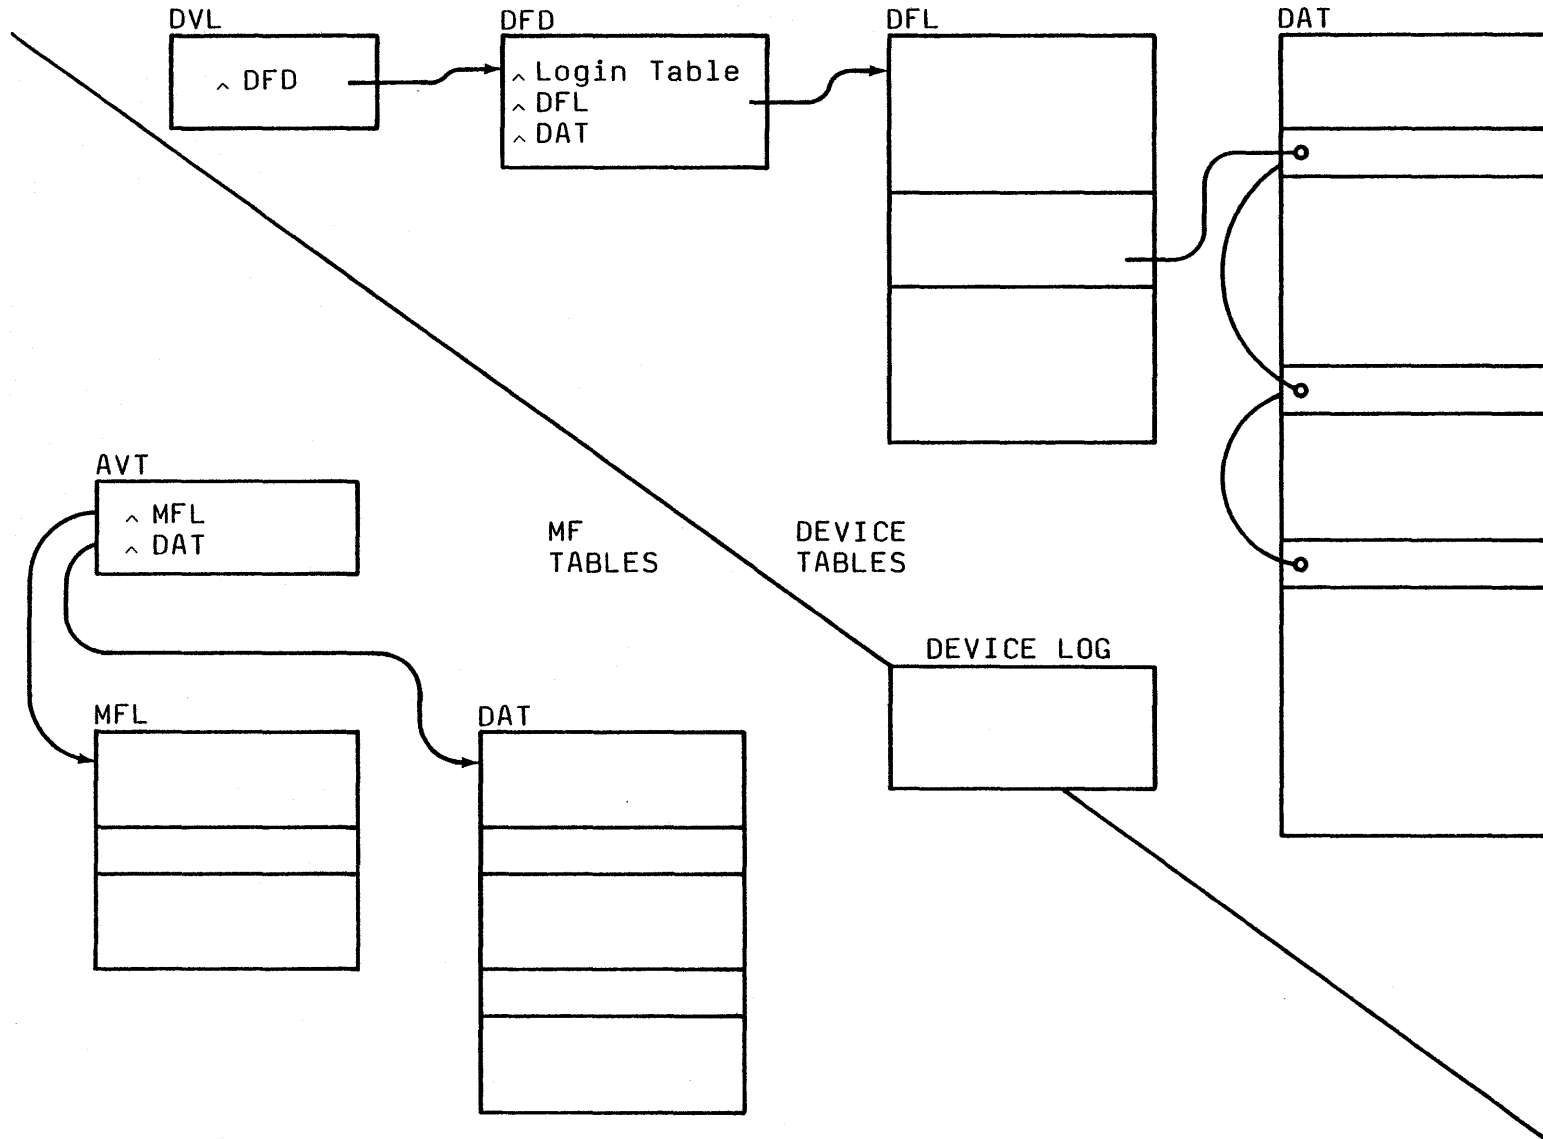 DVL
DFD
DFL
DAT
^ DFD
^ Login Table
^ DFL
^ DAT
AVT
^ MFL
^ DAT
MF
TABLES
DEVICE
TABLES
DEVICE LOG
MFL
DAT